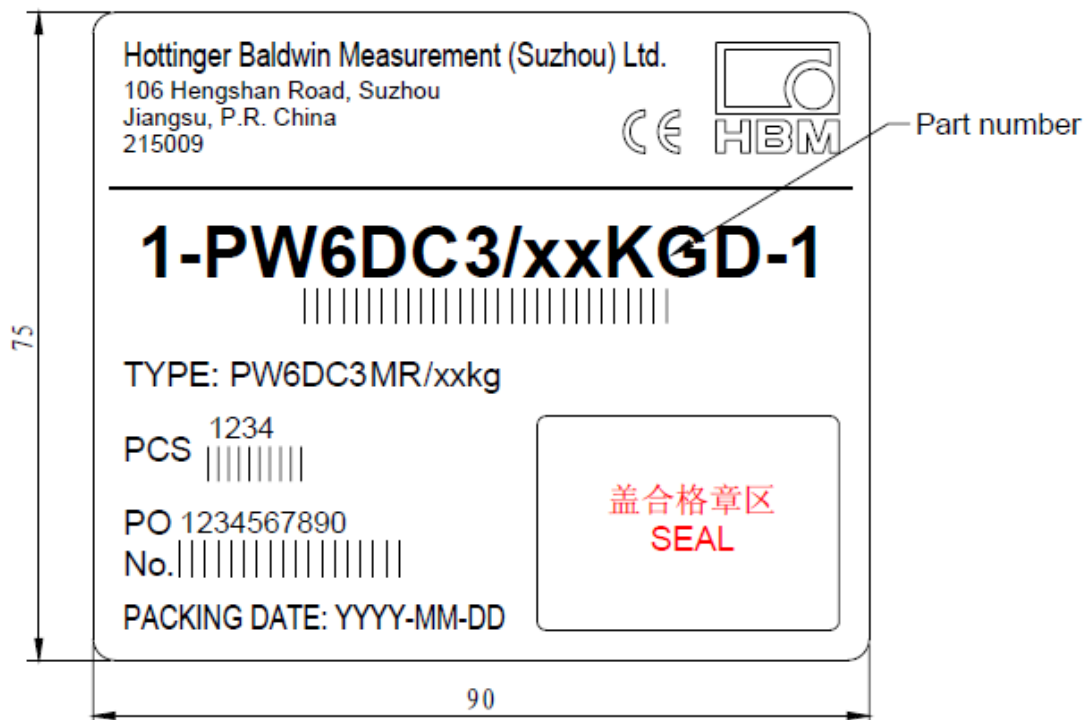 Hottinger Baldwin Measurement (Suzhou) Ltd.
106 Hengshan Road, Suzhou
Jiangsu, P.R. China
215009
CE
HBM
Part number
1-PW6DC3/xxKGD-1
75
TYPE: PW6DC3MR/xxkg
PCS 1234
PO 1234567890
No.
盖合格章区
SEAL
PACKING DATE: YYYY-MM-DD
90